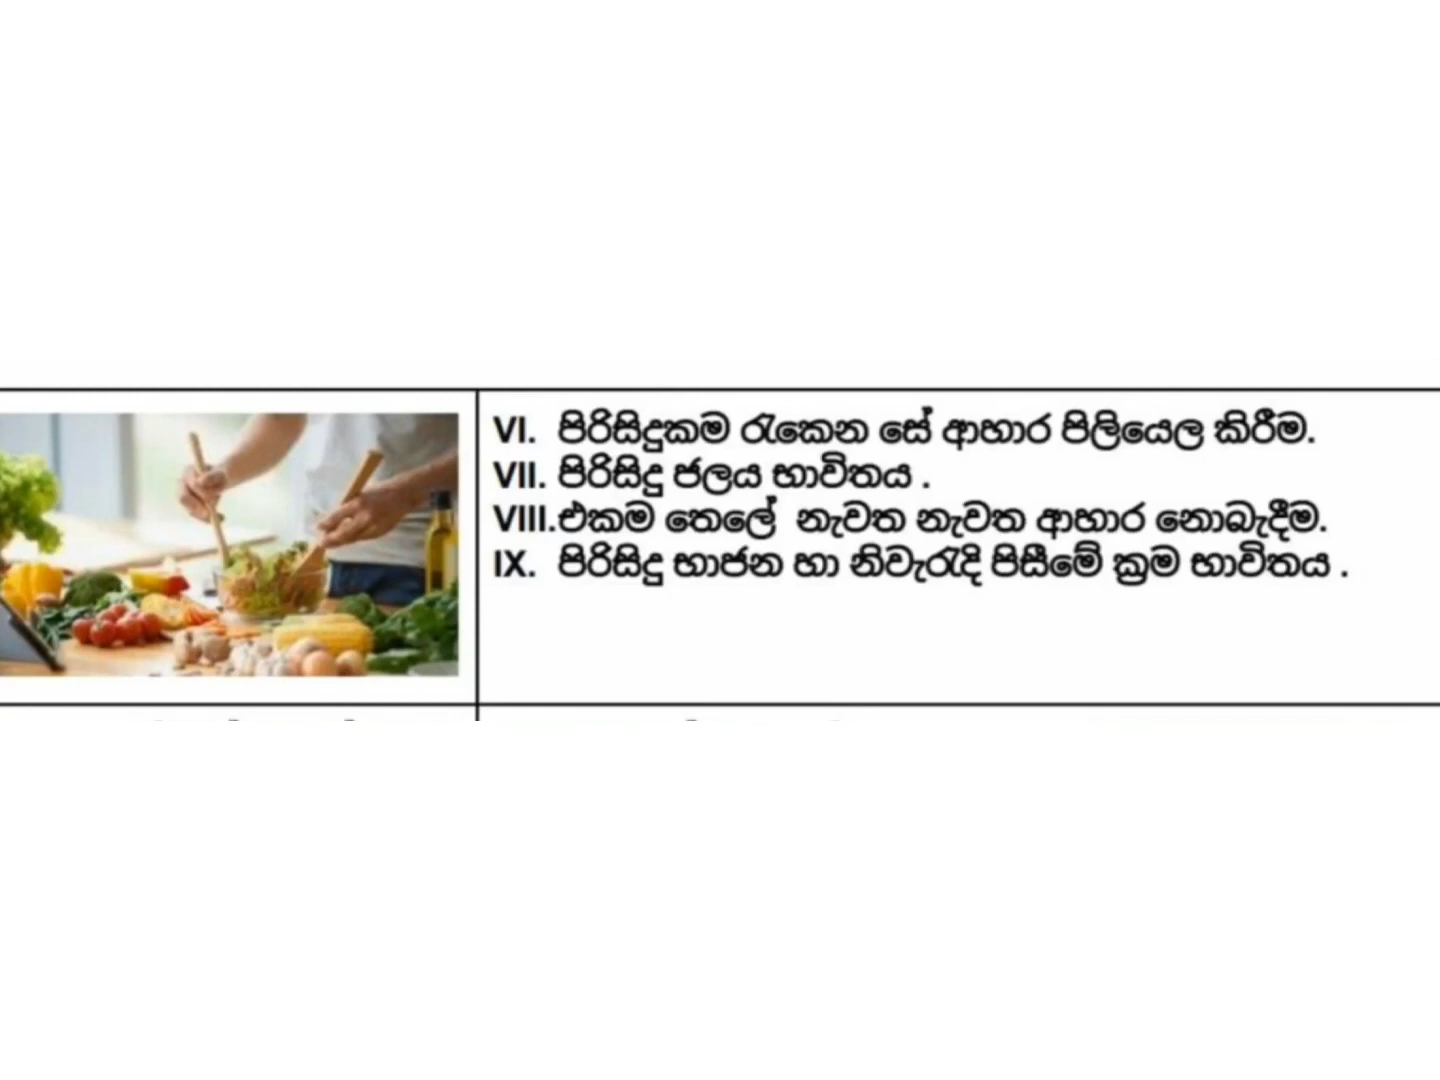 VI. පිරිසිදුකම රැකෙන සේ ආහාර පිලියෙල කිරීම.
VII. පිරිසිදු ජලය භාවිතය .
VIII.එකම තෙලේ නැවත නැවත ආහාර නොබැදීම.
IX. පිරිසිදු භාජන හා නිවැරැදි පිසීමේ ක්‍රම භාවිතය .